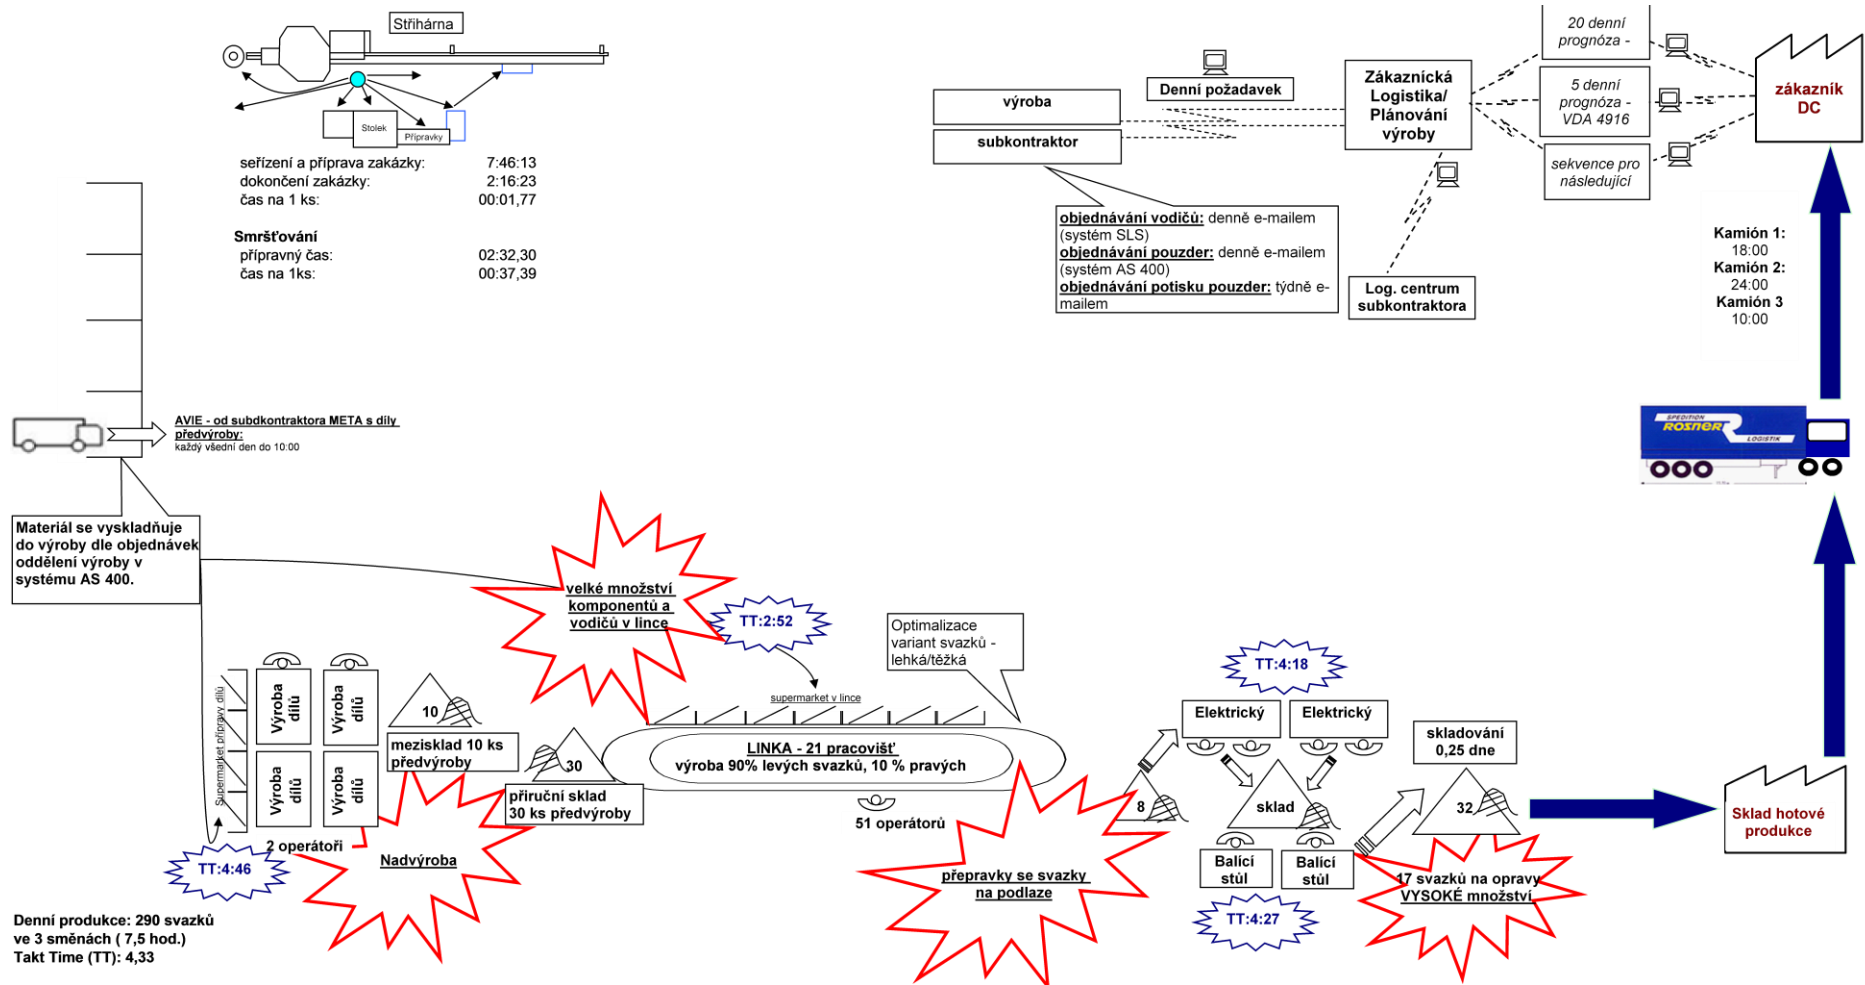 Střihárna
Stolek
Přípravky
seřízení a příprava zakázky: 7:46:13
dokončení zakázky: 2:16:23
čas na 1 ks: 00:01,77
Smršťování
přípravný čas: 02:32,30
čas na 1ks: 00:37,39
výroba
subkontraktor
Denní požadavek
Zákaznická
Logistika/
Plánování
výroby
20 denní
prognóza -
5 denní
prognóza -
VDA 4916
sekvence pro
následující
zákazník
DC
objednávání vodičů: denně e-mailem
(systém SLS)
objednávání pouzder: denně e-mailem
(systém AS 400)
objednávání potisku pouzder: týdně e-
mailem
Log. centrum
subkontraktora
Kamión 1:
18:00
Kamión 2:
24:00
Kamión 3
10:00
SPEDITION
ROSNER
LOGISTIK
AVIE - od subdkontraktora META s díly
předvýroby:
každý všední den do 10:00
Materiál se vyskladňuje
do výroby dle objednávek
oddělení výroby v
systému AS 400.
velké množství
komponentů a
vodičů v lince
TT:2:52
Optimalizace
variant svazků -
lehká/těžká
TT:4:18
Supermarket přípravy dílů
Výroba
dílů
Výroba
dílů
Výroba
dílů
Výroba
dílů
10
mezisklad 10 ks
předvýroby
30
přiruční sklad
30 ks předvýroby
supermarket v lince
LINKA - 21 pracovišť
výroba 90% levých svazků, 10 % pravých
51 operátorů
Elektrický
Elektrický
skladování
0,25 dne
8
sklad
32
Sklad hotové
produkce
2 operátoři
Nadvýroba
TT:4:46
přepravky se svazky
na podlaze
Balící
stůl
Balící
stůl
17 svazků na opravy
VYSOKÉ množství
TT:4:27
Denní produkce: 290 svazků
ve 3 směnách ( 7,5 hod.)
Takt Time (TT): 4,33